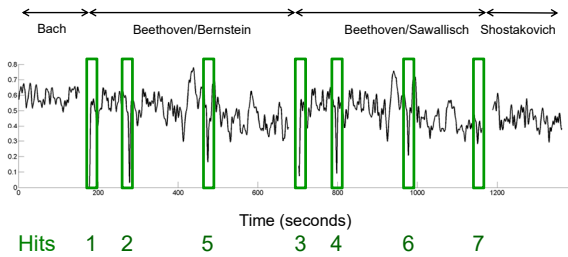 Bach Beethoven/Bernstein Beethoven/Sawallisch Shostakovich
0.8
0.7
0.6
0.5
0.4
0.3
0.2
0.1
0
200 400 600 800 1000 1200
Time (seconds)
Hits 1 2 5 3 4 6 7